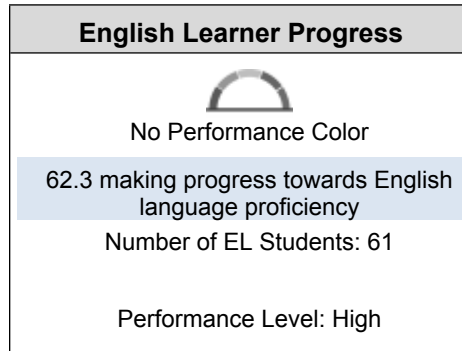 English Learner Progress
No Performance Color
62.3 making progress towards English
language proficiency
Number of EL Students: 61
Performance Level: High